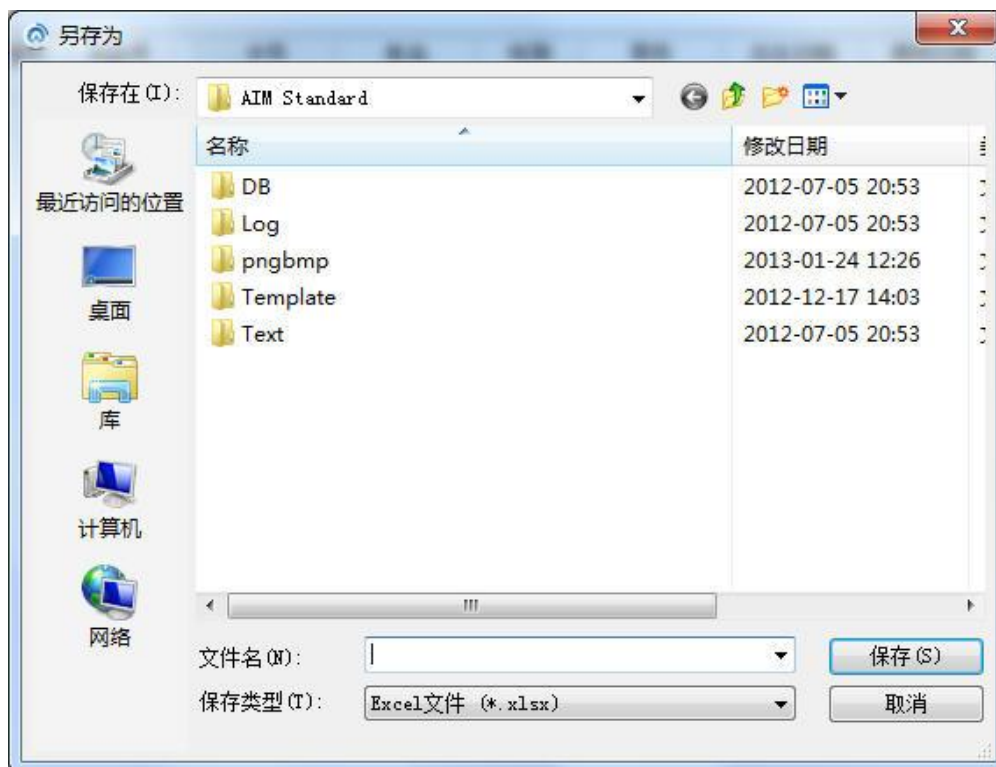 另存为
保存在(I):
AIM Standard
名称 修改日期
DB 2012-07-05 20:53
Log 2012-07-05 20:53
pngbmp 2013-01-24 12:26
Template 2012-12-17 14:03
Text 2012-07-05 20:53
最近访问的位置
桌面
库
计算机
网络
文件名(N):
保存(S)
保存类型(T): Excel文件 (*.xlsx)
取消